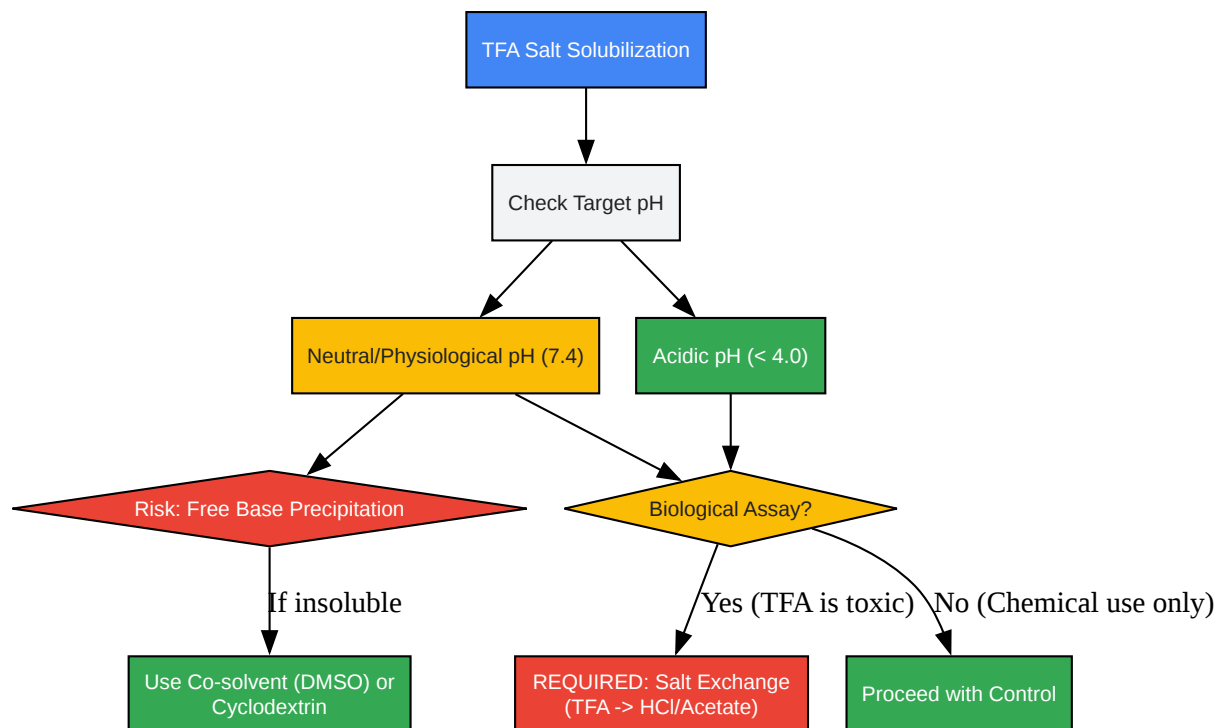 TFA Salt Solubilization
Check Target pH
Neutral/Physiological pH (7.4)
Acidic pH (< 4.0)
Risk: Free Base Precipitation
Biological Assay?
If insoluble
Yes (TFA is toxic)
No (Chemical use only)
Use Co-solvent (DMSO) or
Cyclodextrin
REQUIRED: Salt Exchange
(TFA -> HCl/Acetate)
Proceed with Control